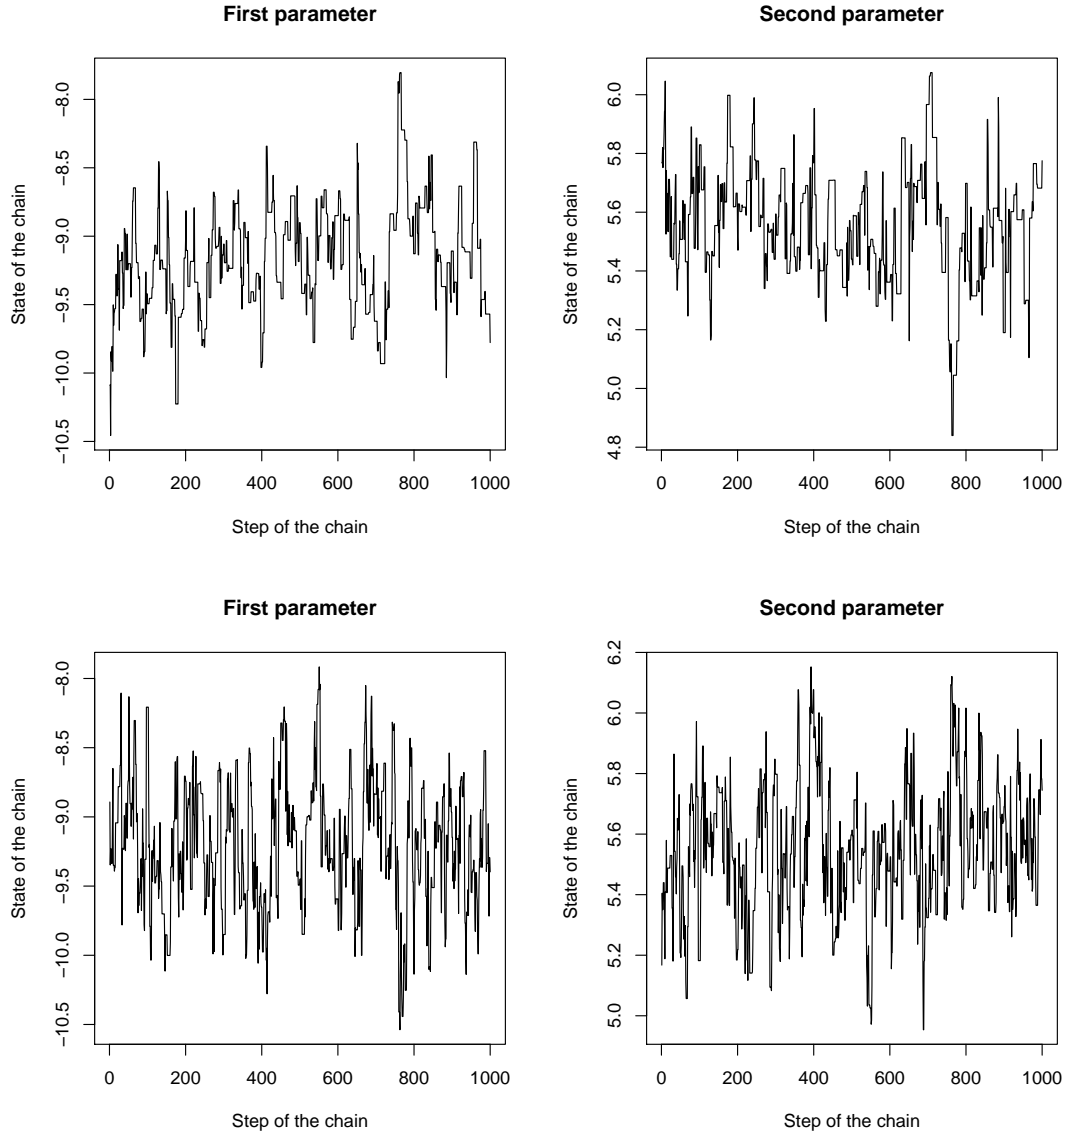 First parameter
Second parameter
State of the chain
−8.0
−8.5
−9.0
−9.5
−10.0
−10.5
0 200 400 600 800 1000
Step of the chain
State of the chain
6.0
5.8
5.6
5.4
5.2
5.0
4.8
0 200 400 600 800 1000
Step of the chain
First parameter
Second parameter
State of the chain
−8.0
−8.5
−9.0
−9.5
−10.0
−10.5
0 200 400 600 800 1000
Step of the chain
State of the chain
6.2
6.0
5.8
5.6
5.4
5.2
5.0
0 200 400 600 800 1000
Step of the chain